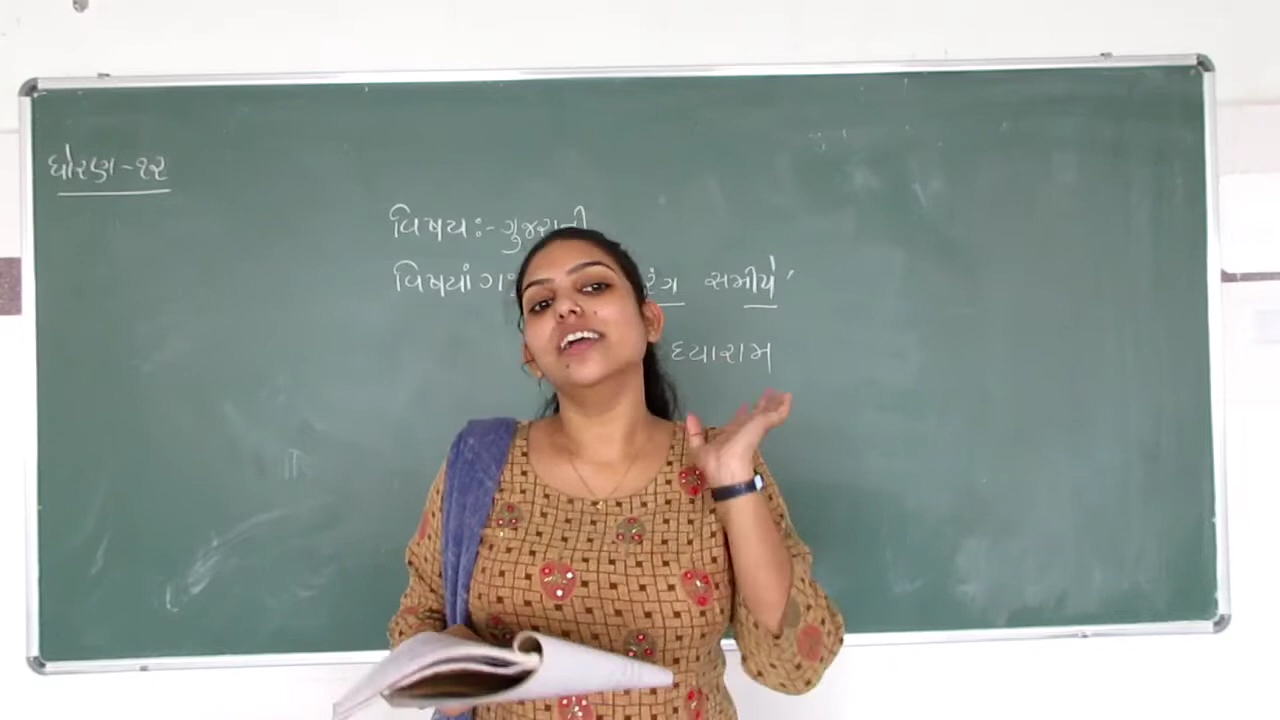 ધોરણ-૧૨
વિષય:- ગુજરાતી
વિષયાંગ: રંગ સમીપે'
દયારામ